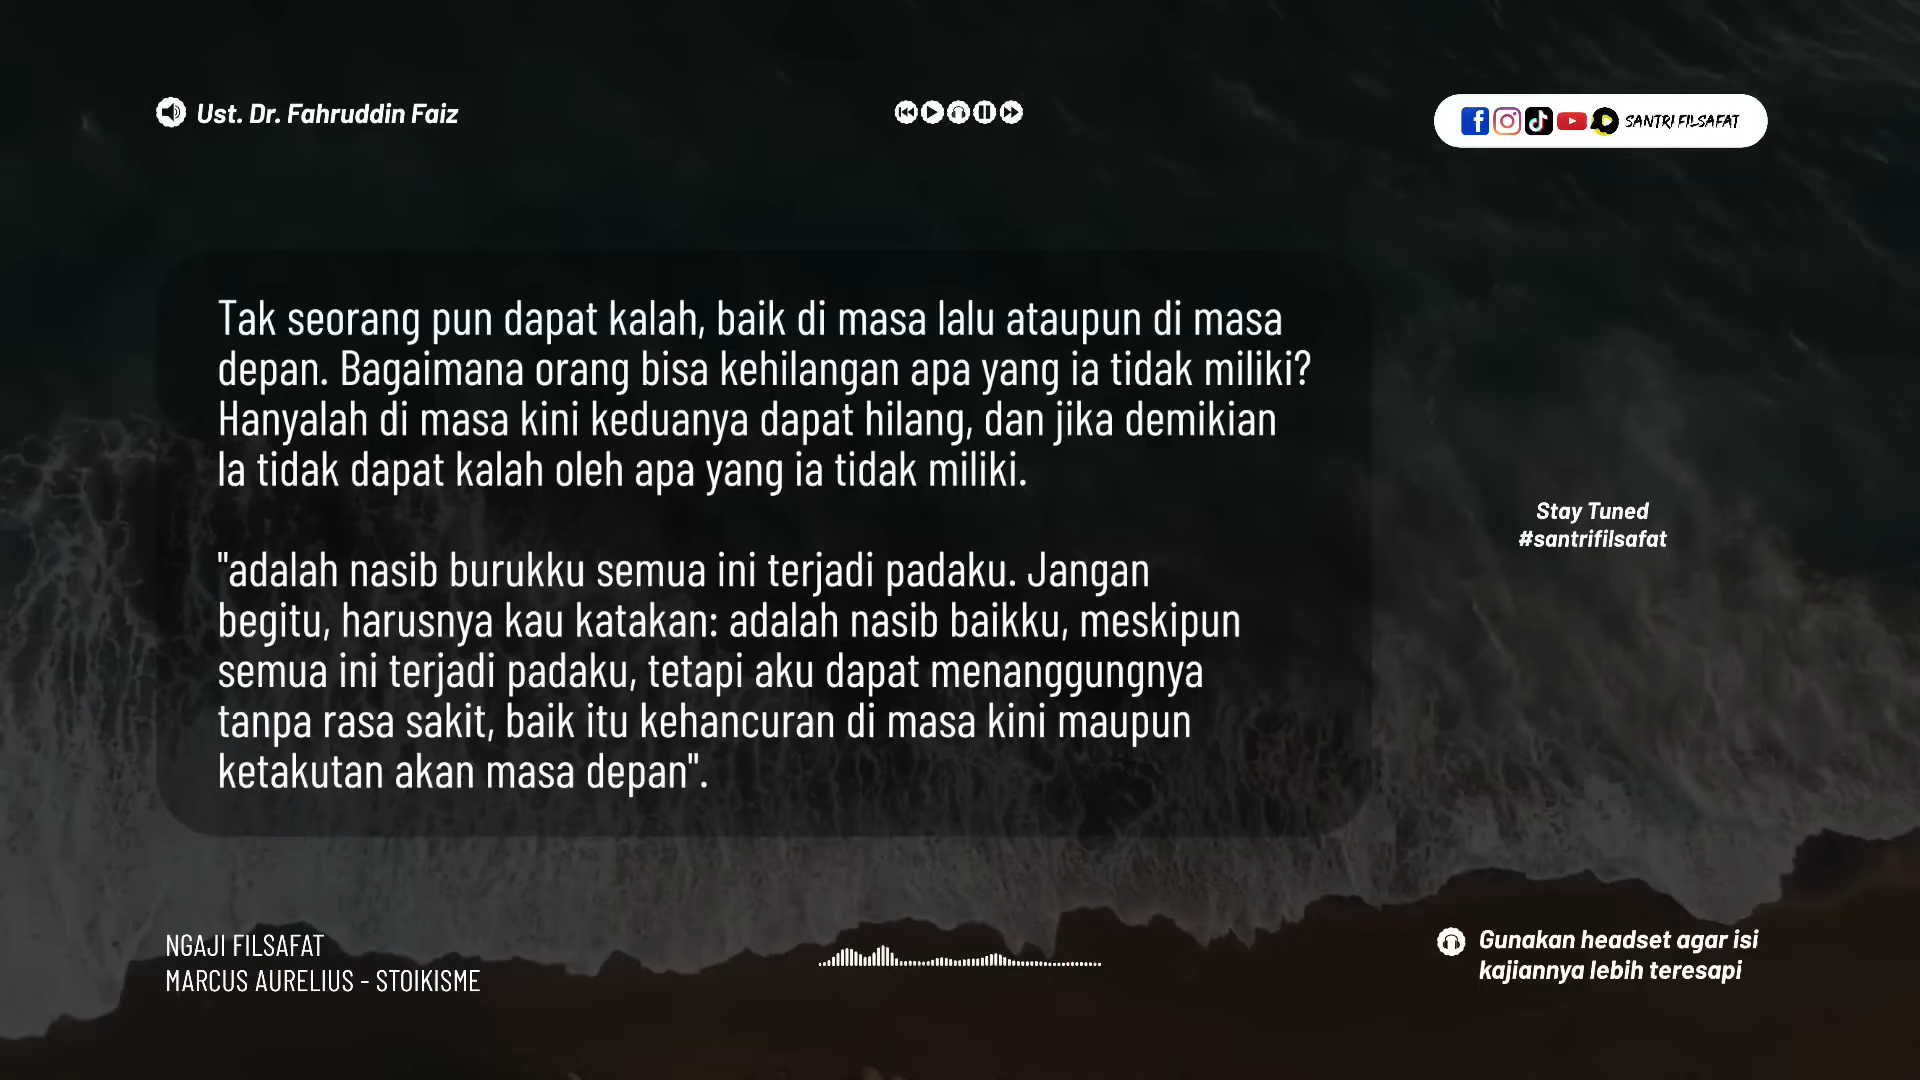 Ust. Dr. Fahruddin Faiz
SANTRI FILSAFAT
Tak seorang pun dapat kalah, baik di masa lalu ataupun di masa
depan. Bagaimana orang bisa kehilangan apa yang ia tidak miliki?
Hanyalah di masa kini keduanya dapat hilang, dan jika demikian
Ia tidak dapat kalah oleh apa yang ia tidak miliki.
"adalah nasib burukku semua ini terjadi padaku. Jangan
begitu, harusnya kau katakan: adalah nasib baikku, meskipun
semua ini terjadi padaku, tetapi aku dapat menanggungnya
tanpa rasa sakit, baik itu kehancuran di masa kini maupun
ketakutan akan masa depan".
Stay Tuned
#santrifilsafat
NGAJI FILSAFAT
MARCUS AURELIUS - STOIKISME
Gunakan headset agar isi
kajiannya lebih teresapi